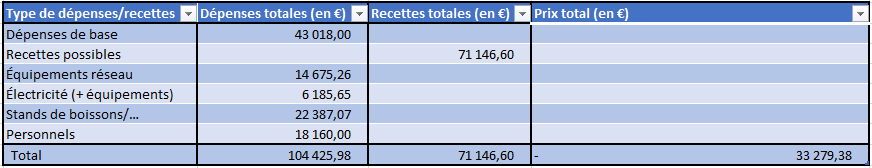 Type de dépenses/recettes Dépenses totales (en €) Recettes totales (en €) Prix total (en €)
Dépenses de base 43 018,00
Recettes possibles 71 146,60
Équipements réseau 14 675,26
Électricité (+ équipements) 6 185,65
Stands de boissons/... 22 387,07
Personnels 18 160,00
Total 104 425,98 71 146,60 - 33 279,38